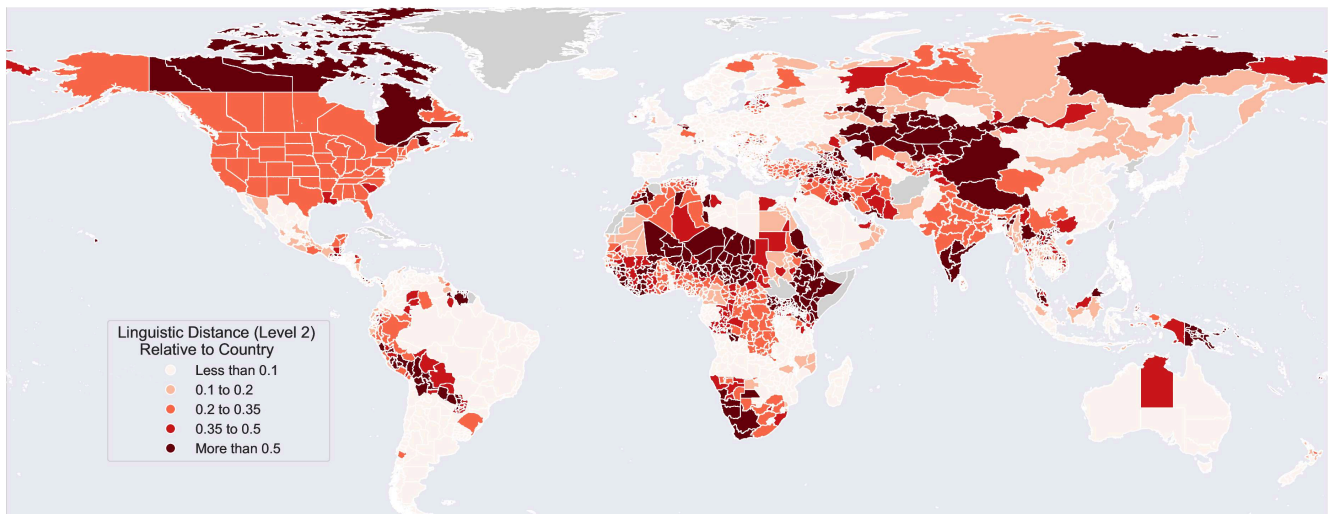 Linguistic Distance (Level 2)
Relative to Country
Less than 0.1
0.1 to 0.2
0.2 to 0.35
0.35 to 0.5
More than 0.5